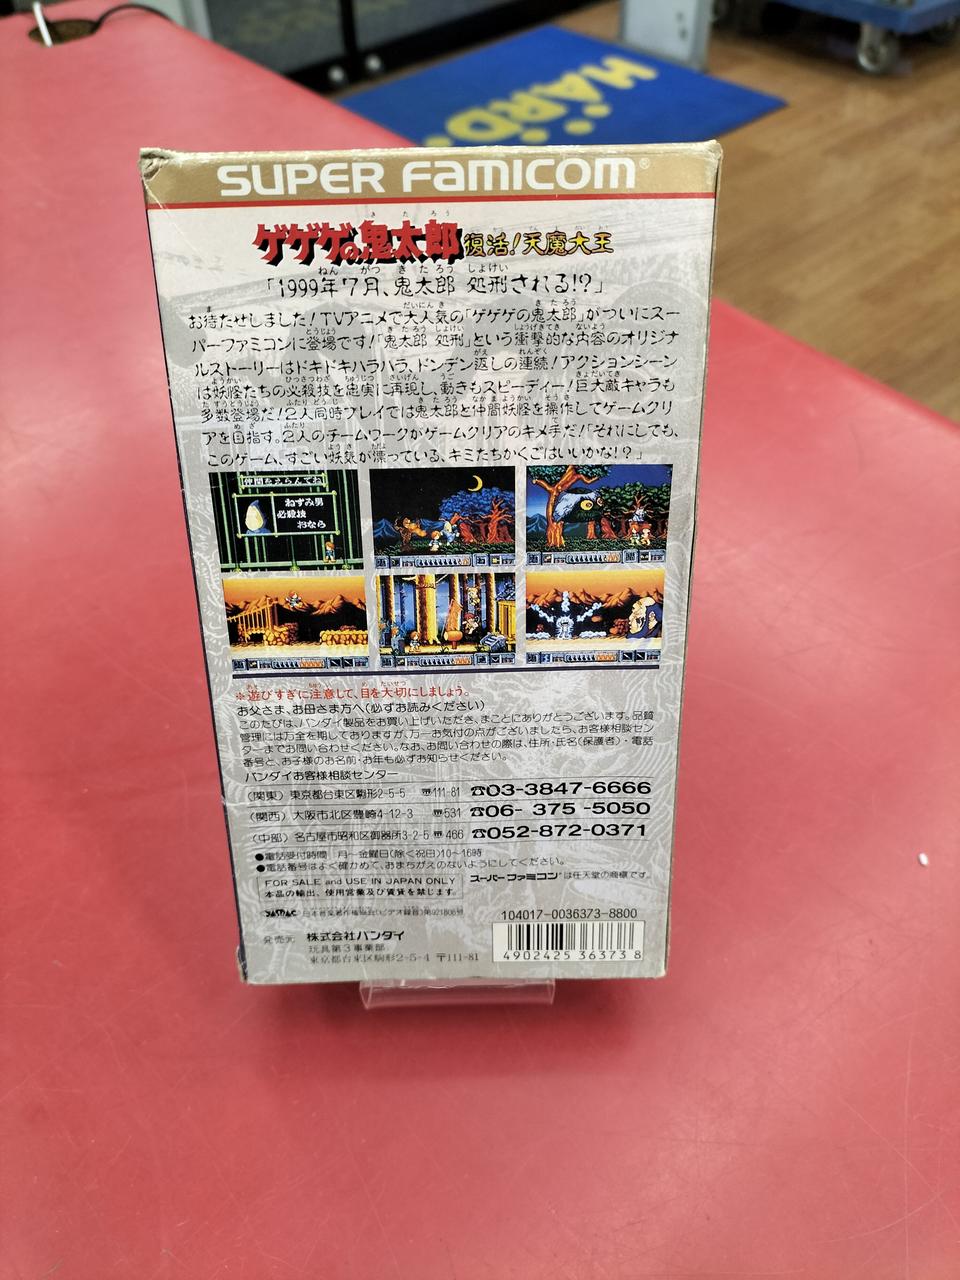 HARD
SUPER FAMICOM®
ゲゲゲの鬼太郎 復活!天魔大王
「1999年7月、鬼太郎 処刑される!?」
お待たせしました!TVアニメで大人気の「ゲゲゲの鬼太郎」がついにスー
パーファミコンに登場です!「鬼太郎 処刑」という衝撃的な内容のオリジナ
ルストーリーはドキドキハラハラ、ドンデン返しの連続!アクションシーン
は妖怪たちの必殺技を忠実に再現し、動きもスピーディー!巨大敵キャラも
多数登場だ!2人同時プレイでは鬼太郎と仲間妖怪を操作してゲームクリ
アを目指す。2人のチームワークがゲームクリアのキメ手だ!「それにしても、
このゲーム、すごい妖気が漂っている、キミたちかくごはいいかな!?」
仲間をえらんでね
ねずみ男
必殺技
おなら
※遊びすぎに注意して、目を大切にしましょう。
お父さま、お母さま方へ(必ずお読みください)
このたびは、バンダイ製品をお買い上げいただき、まことにありがとうございます。品質
管理には万全を期しておりますが、万一お気付の点がございましたら、お客様相談セン
ターまでお問い合わせください。なお、お問い合わせの際は、住所・氏名(保護者)・電話
番号と、お子様のお名前・お年も必ずお知らせください。
バンダイお客様相談センター
(関東) 東京都台東区駒形2-5-5 〒111-81 ☎03-3847-6666
(関西) 大阪市北区豊崎4-12-3 〒531 ☎06-375-5050
(中部) 名古屋市昭和区御器所3-2-5 〒466 ☎052-872-0371
●電話受付時間 月〜金曜日(除く祝日)10〜16時
●電話番号はよく確かめて、おまちがえのないようにしてください。
FOR SALE and USE IN JAPAN ONLY
本品の輸出、使用営業及び賃貸を禁じます。
スーパーファミコン®は任天堂の商標です。
JASRAC 日本音楽著作権協会(ビデオ録音)第921806号
104017-0036373-8800
発売元 株式会社バンダイ
玩具第3事業部
東京都台東区駒形2-5-4 〒111-81
4902425 363738